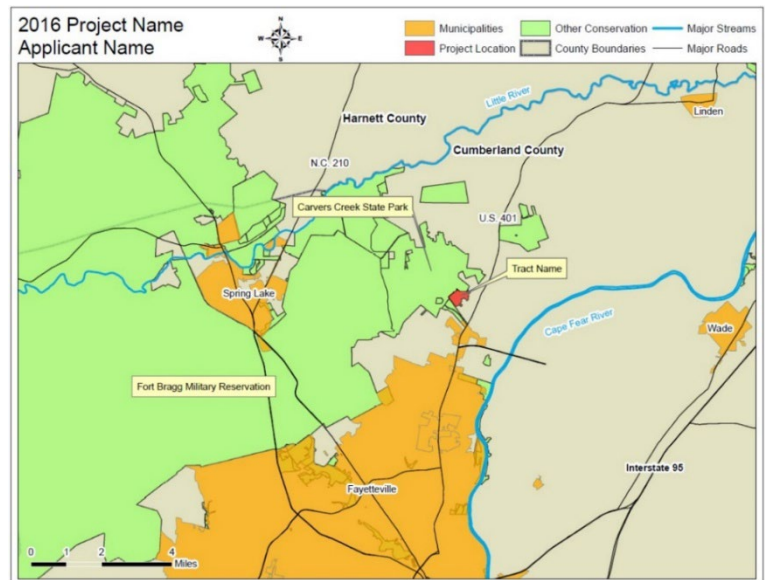 2016 Project Name
Applicant Name
N
W
E
S
Municipalities
Other Conservation
Major Streams
Project Location
County Boundaries
Major Roads
Little River
Linden
Harnett County
Cumberland County
N.C. 210
Carvers Creek State Park
U.S. 401
Tract Name
Spring Lake
Cape Fear River
Wade
Fort Bragg Military Reservation
Interstate 95
Fayetteville
0 1 2 4
Miles